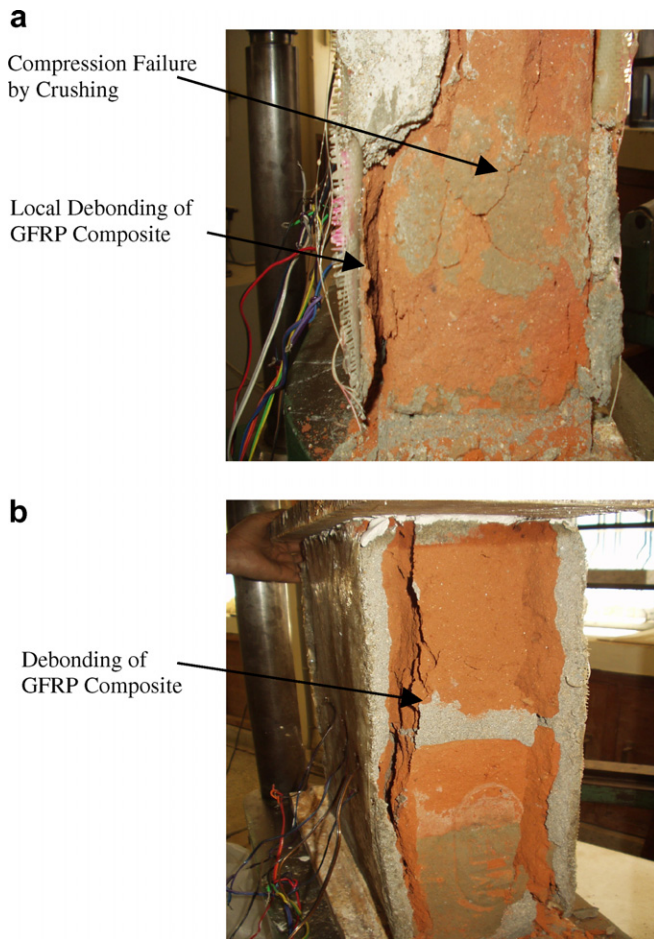 a
Compression Failure
by Crushing
Local Debonding of
GFRP Composite
b
Debonding of
GFRP Composite